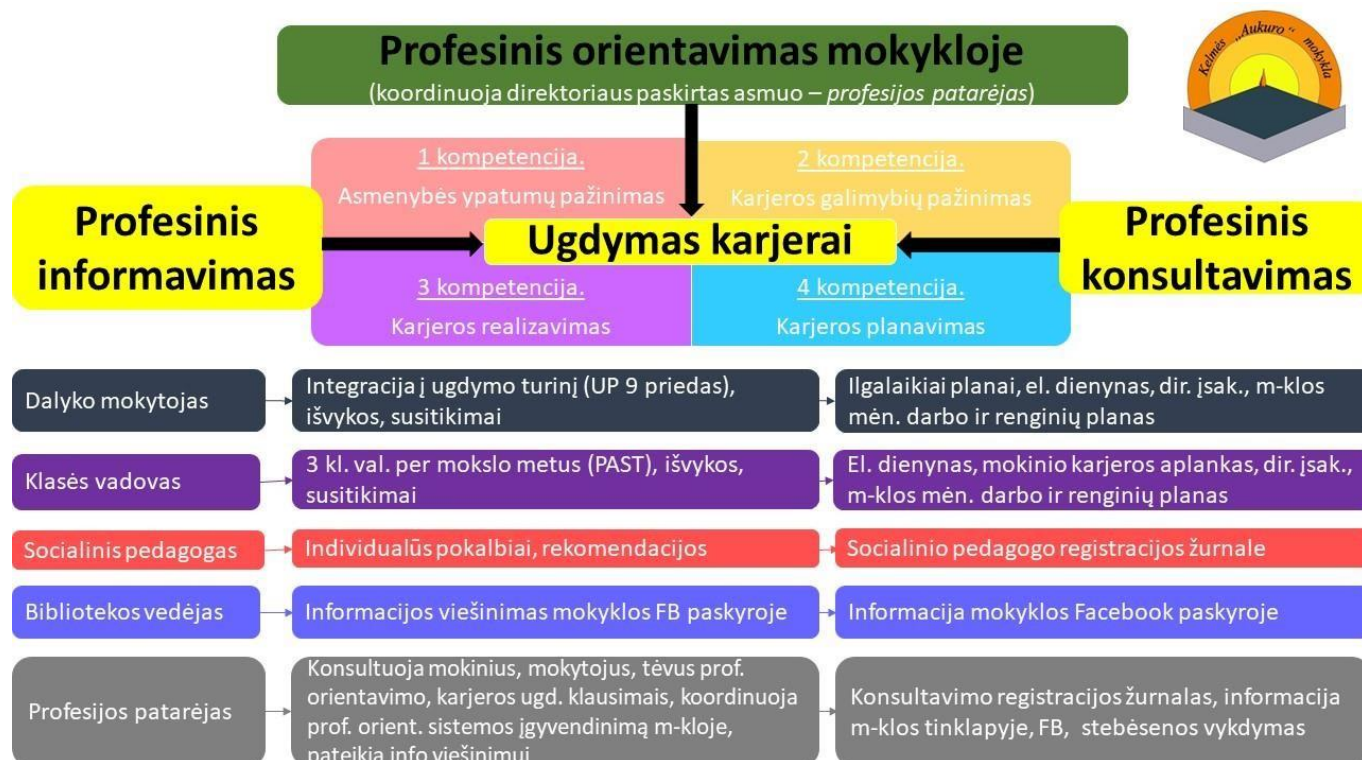 Profesinis orientavimas mokykloje
(koordinuoja direktoriaus paskirtas asmuo – profesijos patarėjas)
Kelmės „Aukuro“ mokykla
1 kompetencija.
Asmenybės ypatumų pažinimas
2 kompetencija.
Karjeros galimybių pažinimas
Profesinis
informavimas
Ugdymas karjerai
Profesinis
konsultavimas
3 kompetencija.
Karjeros realizavimas
4 kompetencija.
Karjeros planavimas
Dalyko mokytojas
Integracija į ugdymo turinį (UP 9 priedas),
išvykos, susitikimai
Ilgalaikiai planai, el. dienynas, dir. įsak., m-klos
mėn. darbo ir renginių planas
Klasės vadovas
3 kl. val. per mokslo metus (PAST), išvykos,
susitikimai
El. dienynas, mokinio karjeros aplankas, dir. įsak.,
m-klos mėn. darbo ir renginių planas
Socialinis pedagogas
Individualūs pokalbiai, rekomendacijos
Socialinio pedagogo registracijos žurnale
Bibliotekos vedėjas
Informacijos viešinimas mokyklos FB paskyroje
Informacija mokyklos Facebook paskyroje
Profesijos patarėjas
Konsultuoja mokinius, mokytojus, tėvus prof.
orientavimo, karjeros ugd. klausimais, koordinuoja
prof. orient. sistemos įgyvendinimą m-kloje,
pateikia info viešinimui
Konsultavimo registracijos žurnalas, informacija
m-klos tinklapyje, FB, stebėsenos vykdymas